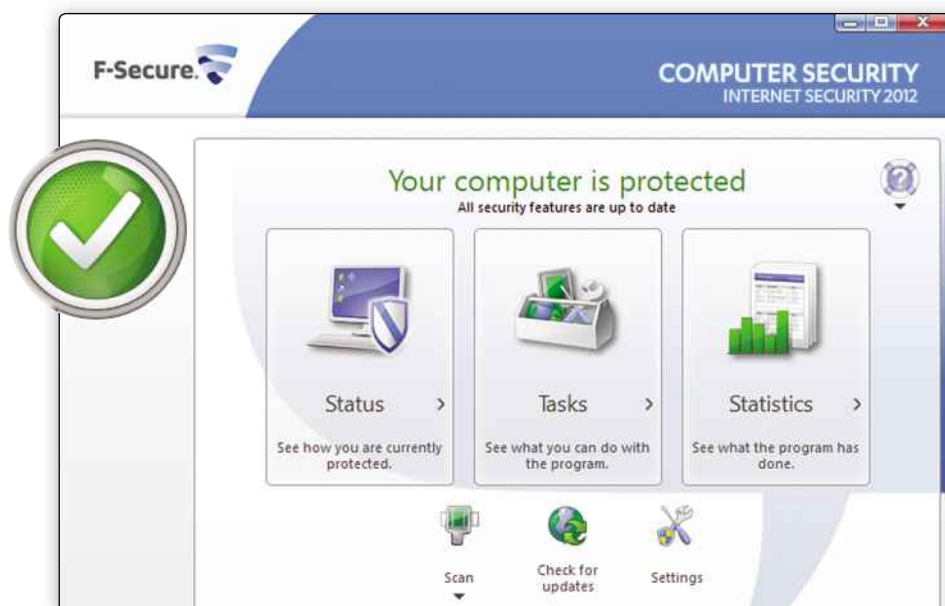 F-Secure.
COMPUTER SECURITY
INTERNET SECURITY 2012
Your computer is protected
All security features are up to date
Status
See how you are currently
protected.
Tasks
See what you can do with
the program.
Statistics
See what the program has
done.
Scan
Check for
updates
Settings